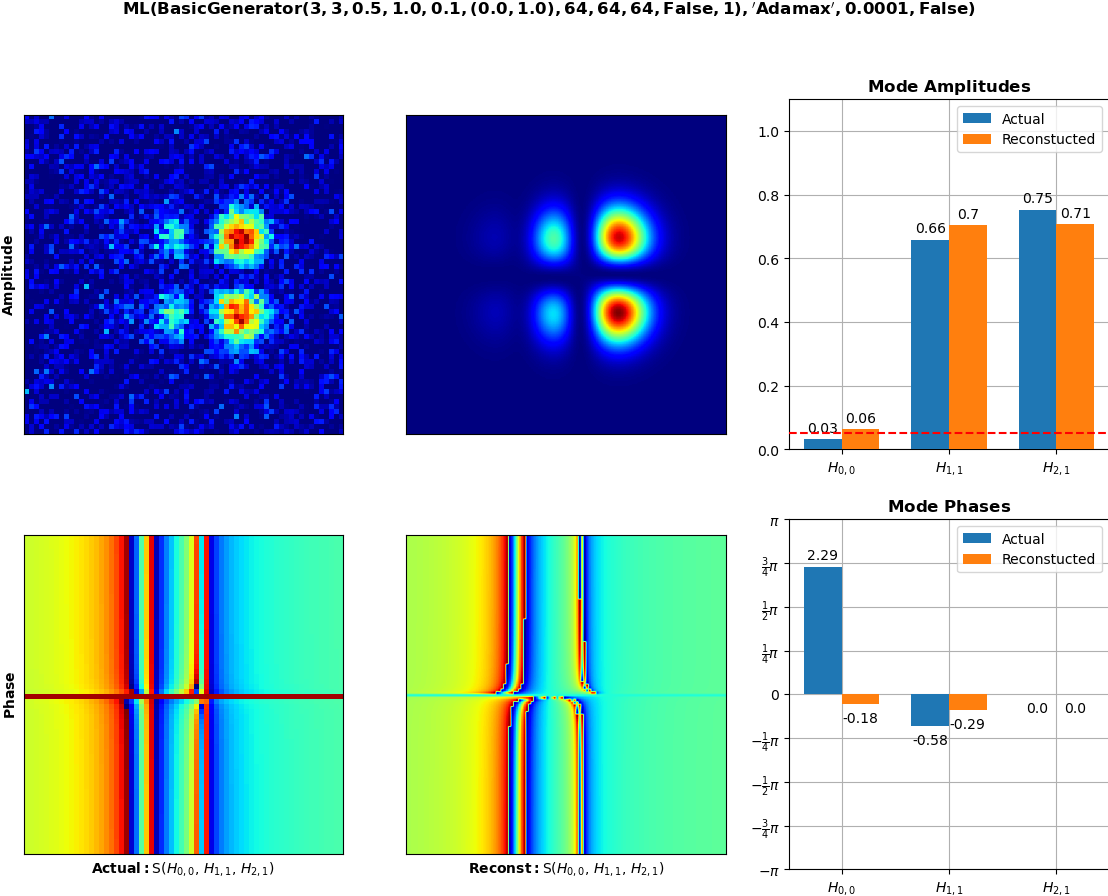 ML(BasicGenerator(3, 3, 0.5, 1.0, 0.1, (0.0, 1.0), 64, 64, 64, False, 1), ′Adamax′, 0.0001, False)
Amplitude
Mode Amplitudes
Actual
Reconstucted
1.0
0.8
0.6
0.4
0.2
0.0
0.03
0.06
0.66
0.7
0.75
0.71
H₀,₀
H₁,₁
H₂,₁
Phase
Actual: S(H₀,₀, H₁,₁, H₂,₁)
Reconst: S(H₀,₀, H₁,₁, H₂,₁)
Mode Phases
Actual
Reconstucted
π
3/4π
1/2π
1/4π
0
−1/4π
−1/2π
−3/4π
−π
2.29
-0.18
-0.58
-0.29
0.0
0.0
H₀,₀
H₁,₁
H₂,₁